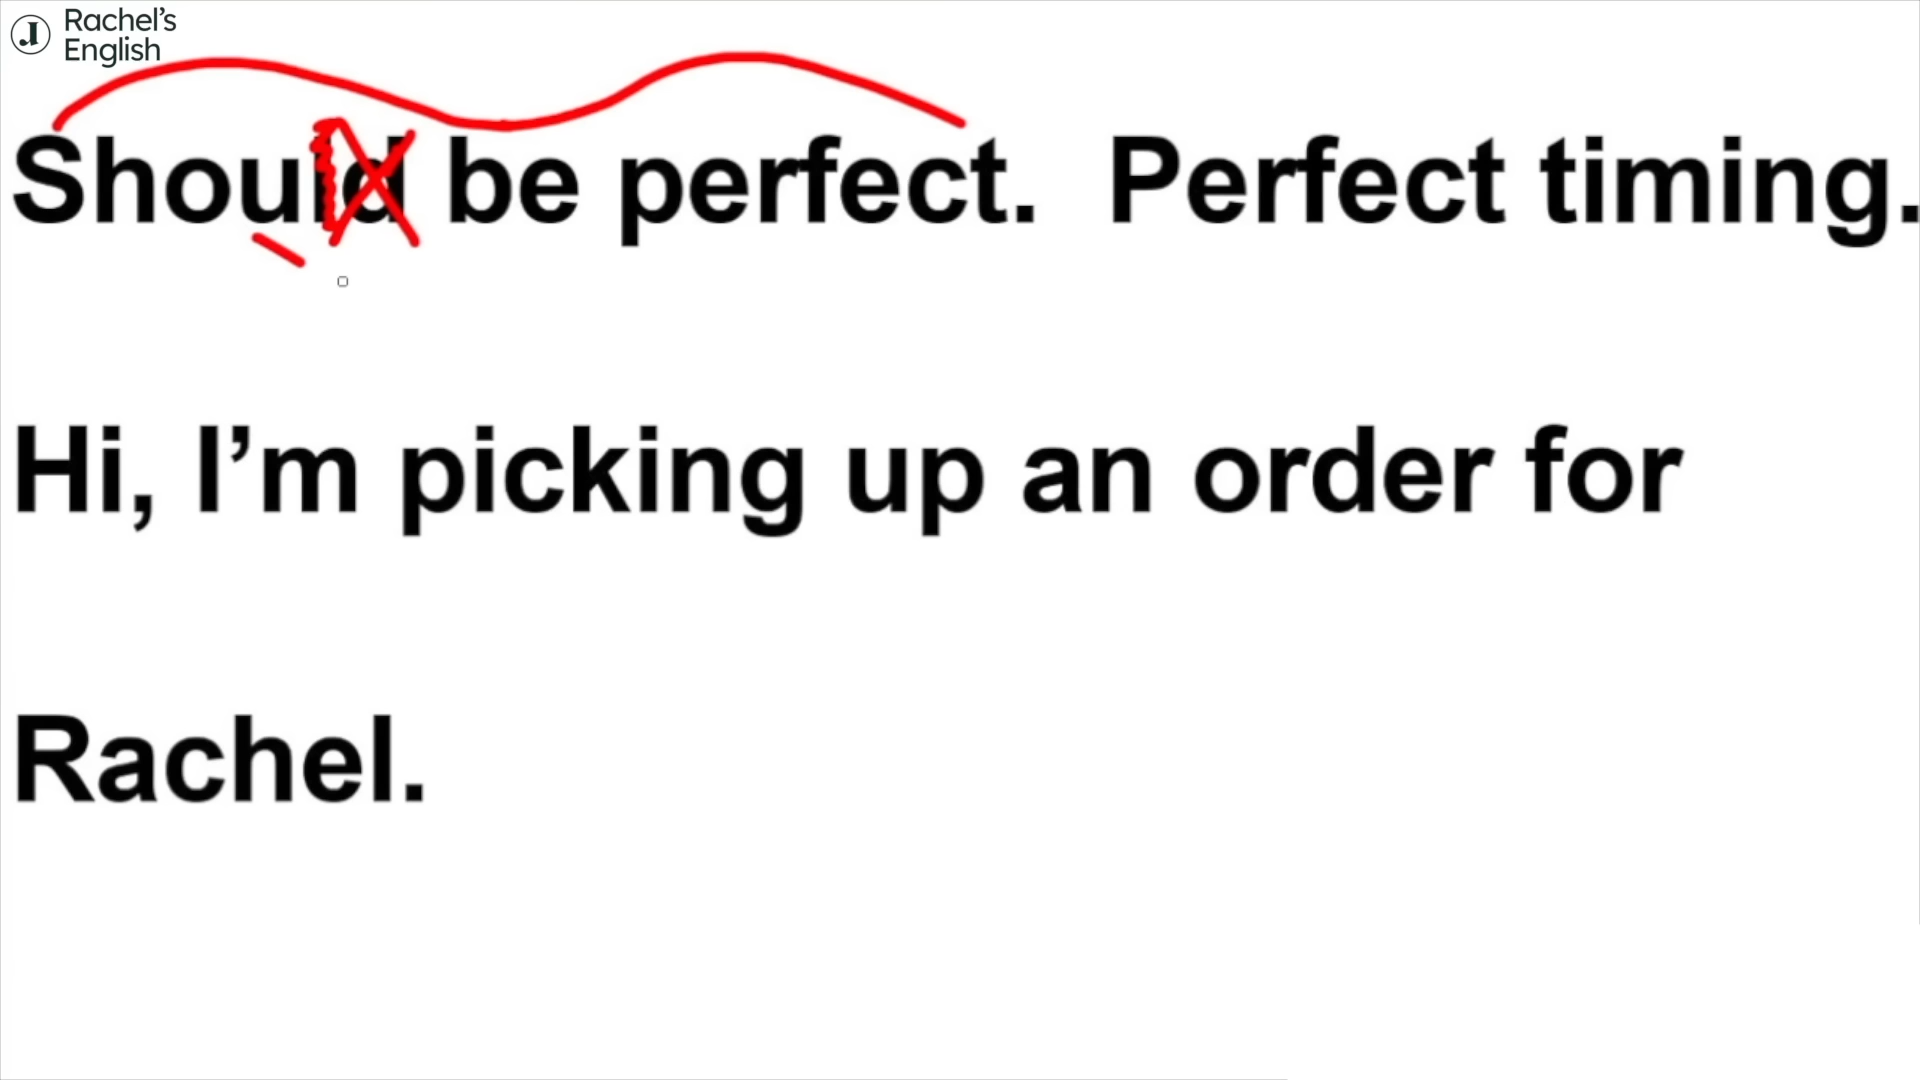 Rachel's
English
Should be perfect. Perfect timing.
Hi, I’m picking up an order for
Rachel.